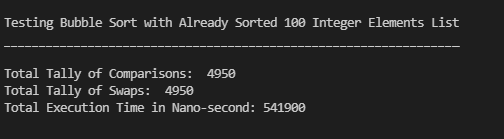 Testing Bubble Sort with Already Sorted 100 Integer Elements List
_________________________________________________________________
Total Tally of Comparisons:  4950
Total Tally of Swaps:  4950
Total Execution Time in Nano-second: 541900